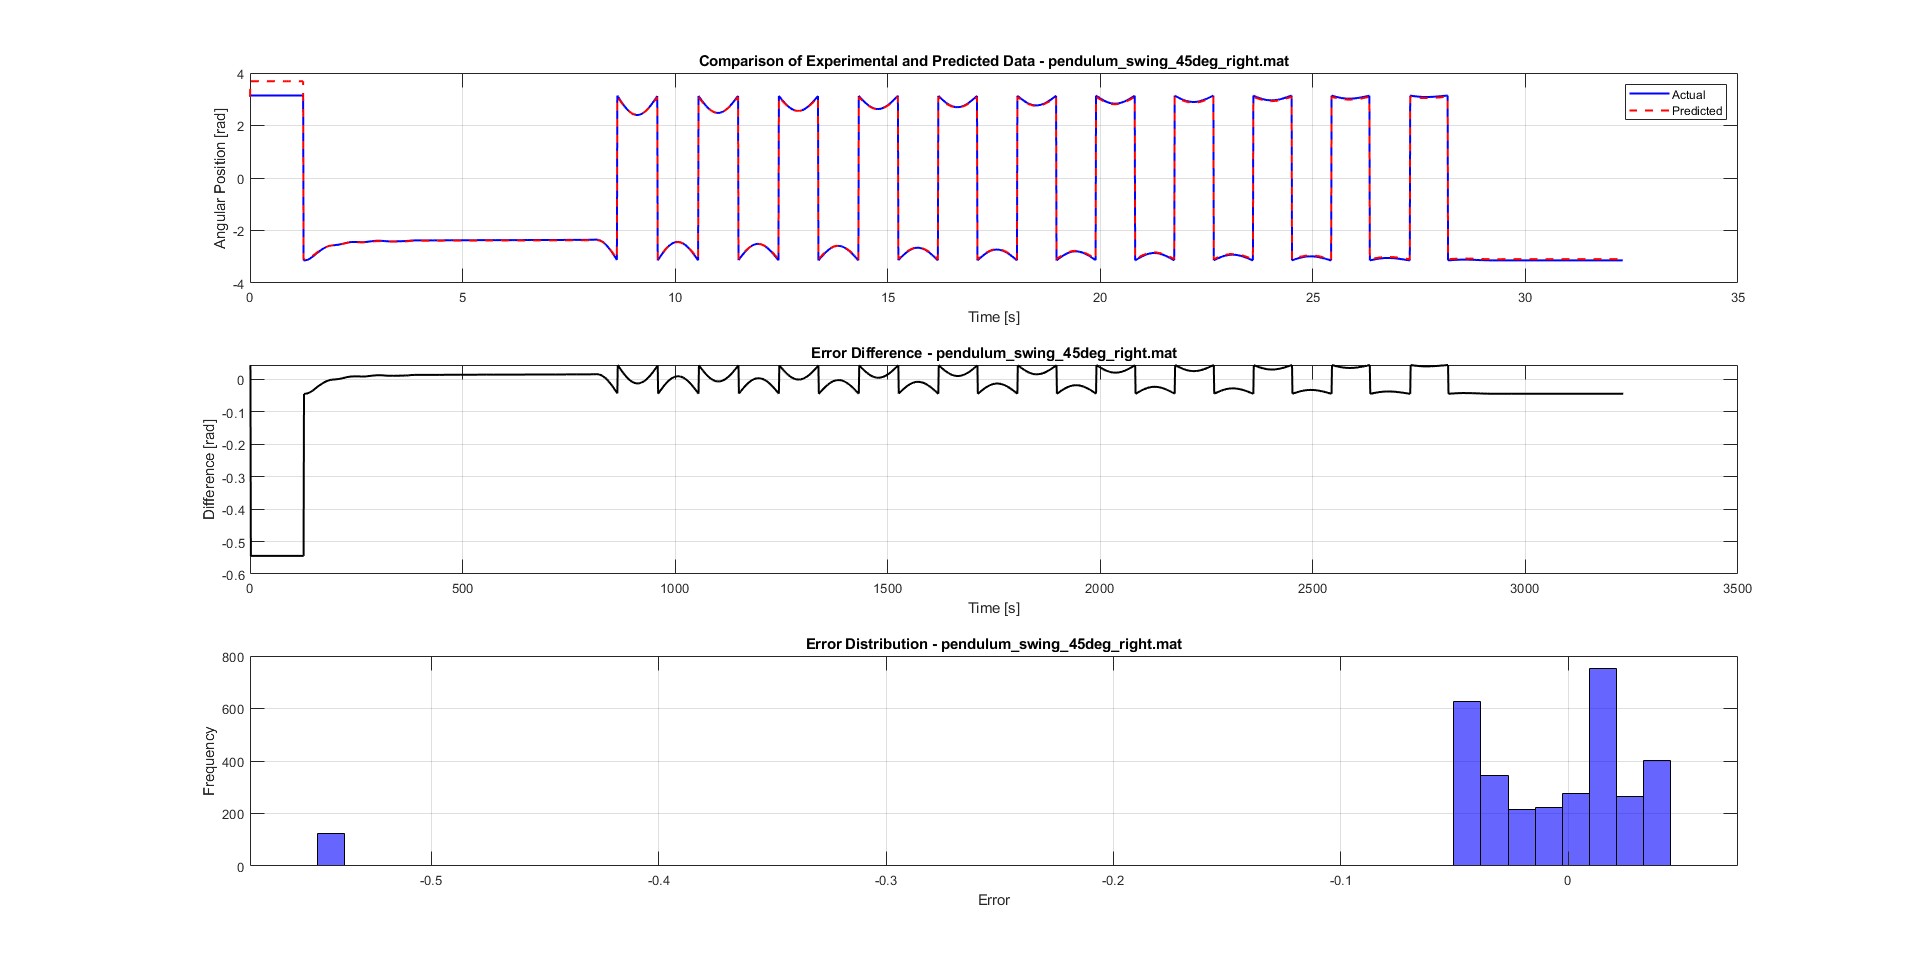 Comparison of Experimental and Predicted Data - pendulum_swing_45deg_right.mat
Angular Position [rad]
4
2
0
-2
-4
Actual
Predicted
0 5 10 15 20 25 30 35
Time [s]
Error Difference - pendulum_swing_45deg_right.mat
Difference [rad]
0
-0.1
-0.2
-0.3
-0.4
-0.5
-0.6
0 500 1000 1500 2000 2500 3000 3500
Time [s]
Error Distribution - pendulum_swing_45deg_right.mat
Frequency
800
600
400
200
0
-0.5 -0.4 -0.3 -0.2 -0.1 0
Error